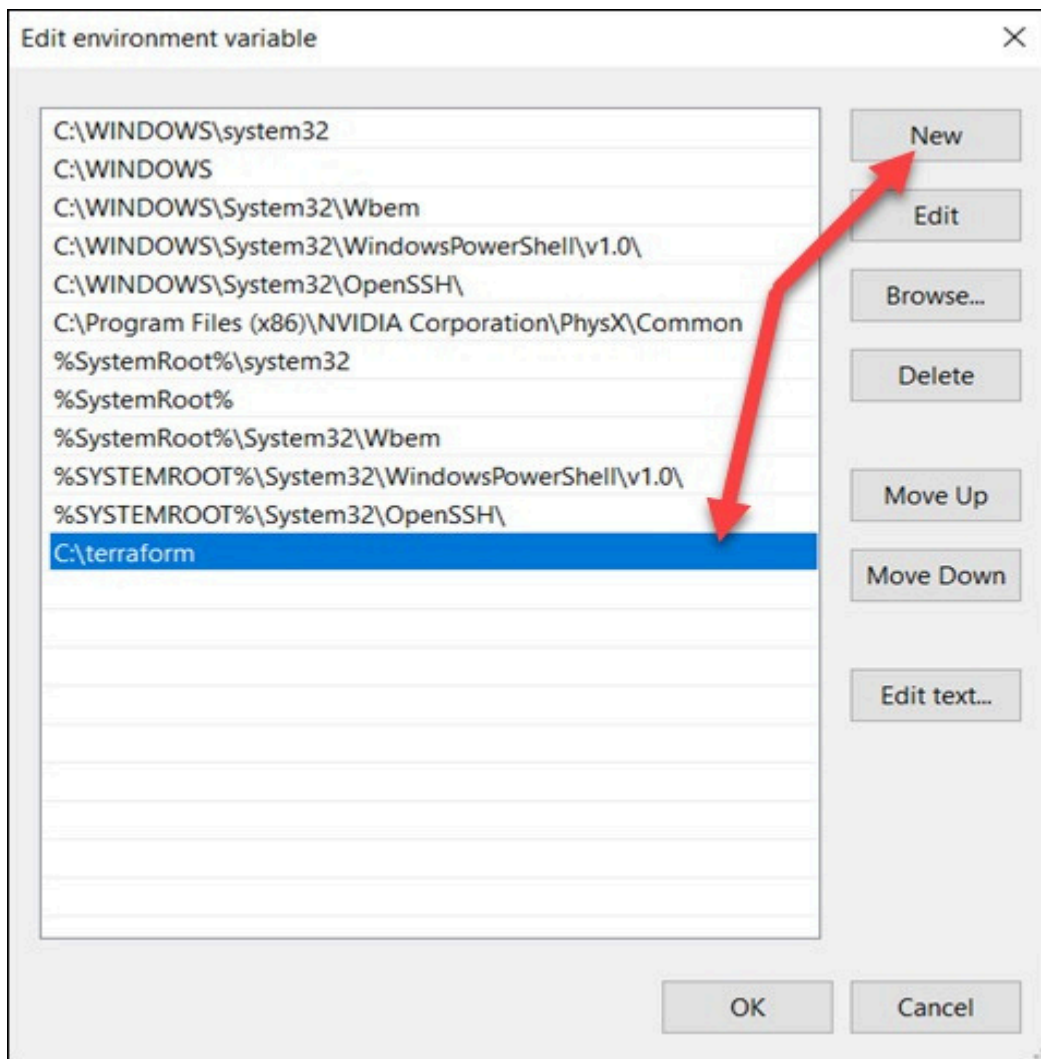 Edit environment variable
C:\WINDOWS\system32
C:\WINDOWS
C:\WINDOWS\System32\Wbem
C:\WINDOWS\System32\WindowsPowerShell\v1.0\
C:\WINDOWS\System32\OpenSSH\
C:\Program Files (x86)\NVIDIA Corporation\PhysX\Common
%SystemRoot%\system32
%SystemRoot%
%SystemRoot%\System32\Wbem
%SYSTEMROOT%\System32\WindowsPowerShell\v1.0\
%SYSTEMROOT%\System32\OpenSSH\
C:\terraform
New
Edit
Browse...
Delete
Move Up
Move Down
Edit text...
OK
Cancel